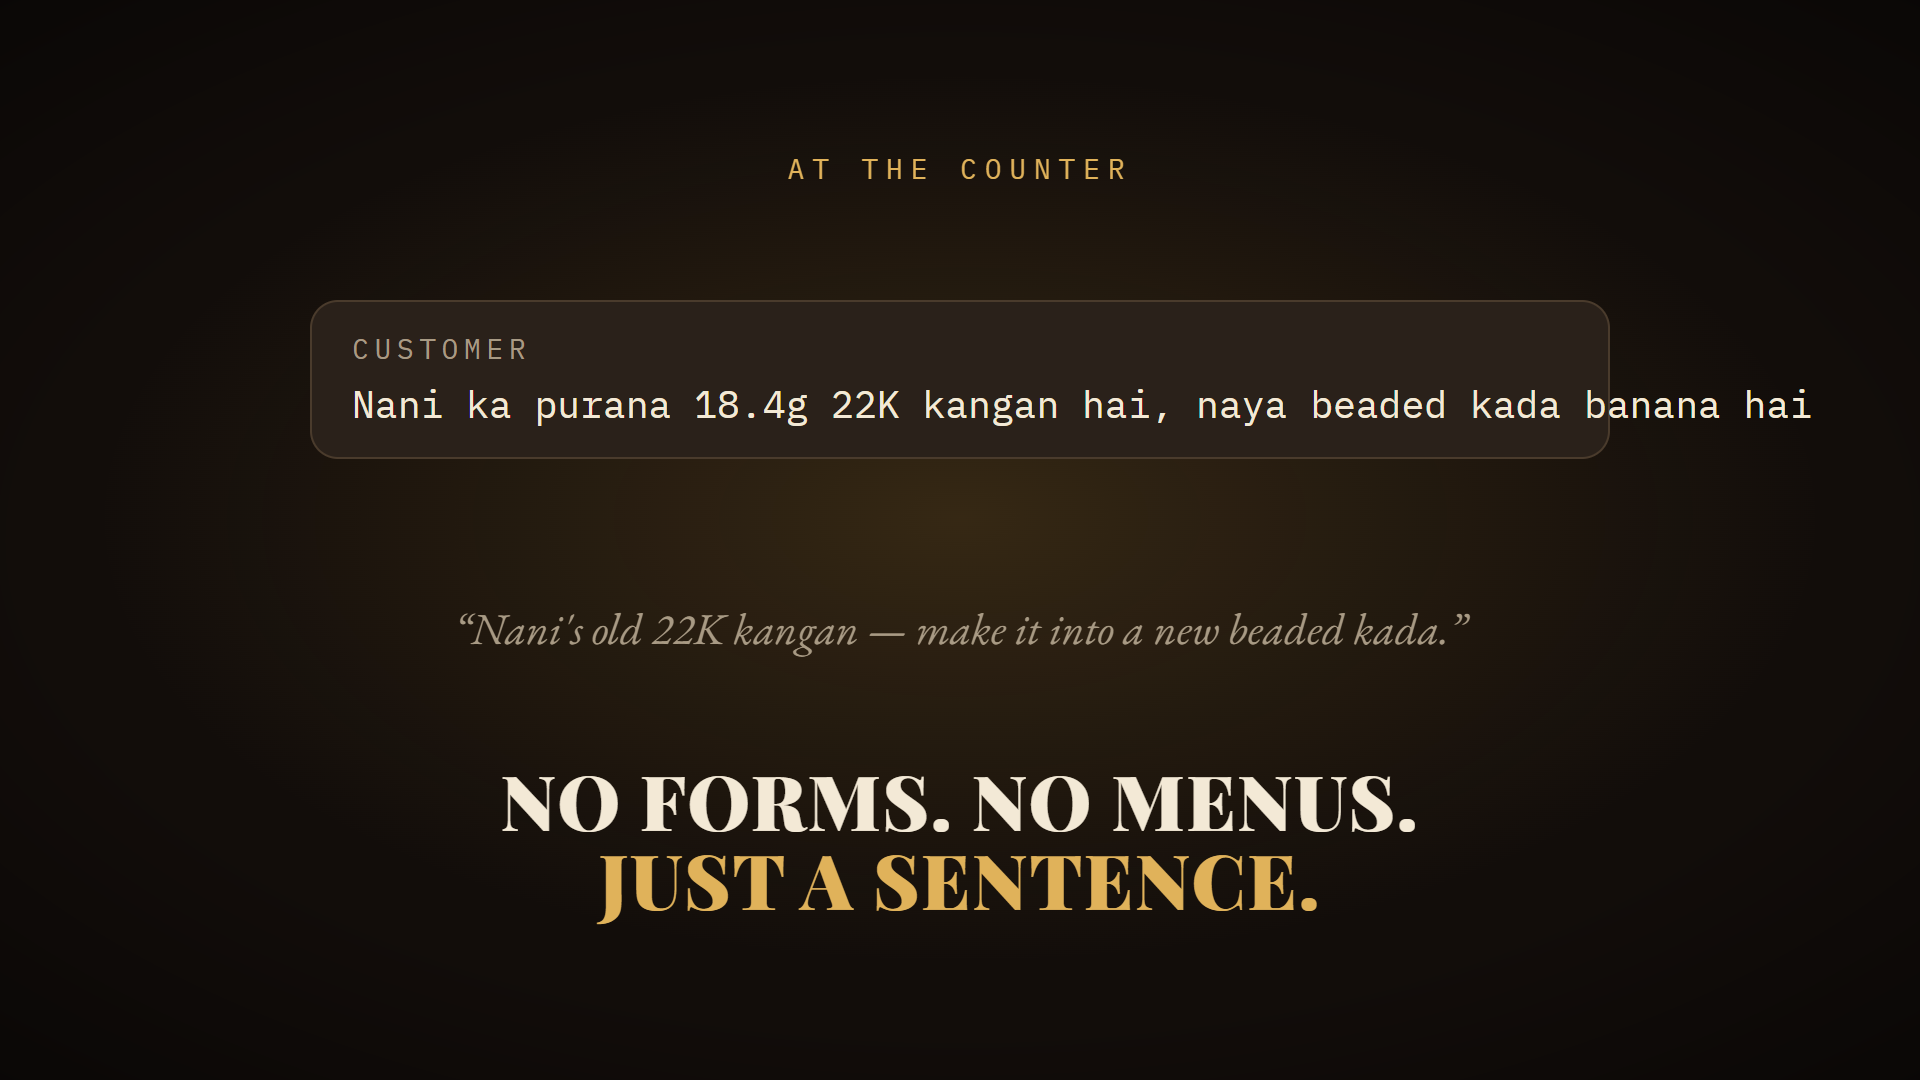 AT THE COUNTER
CUSTOMER
Nani ka purana 18.4g 22K kangan hai, naya beaded kada banana hai
“Nani's old 22K kangan — make it into a new beaded kada.”
NO FORMS. NO MENUS.
JUST A SENTENCE.